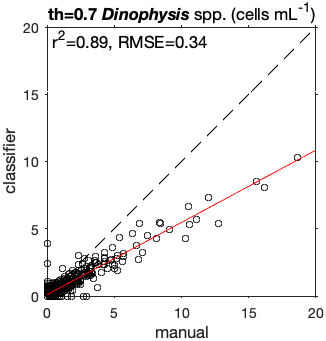 th=0.7 Dinophysis spp. (cells mL⁻¹)
r²=0.89, RMSE=0.34
20
15
10
5
0
classifier
0 5 10 15 20
manual